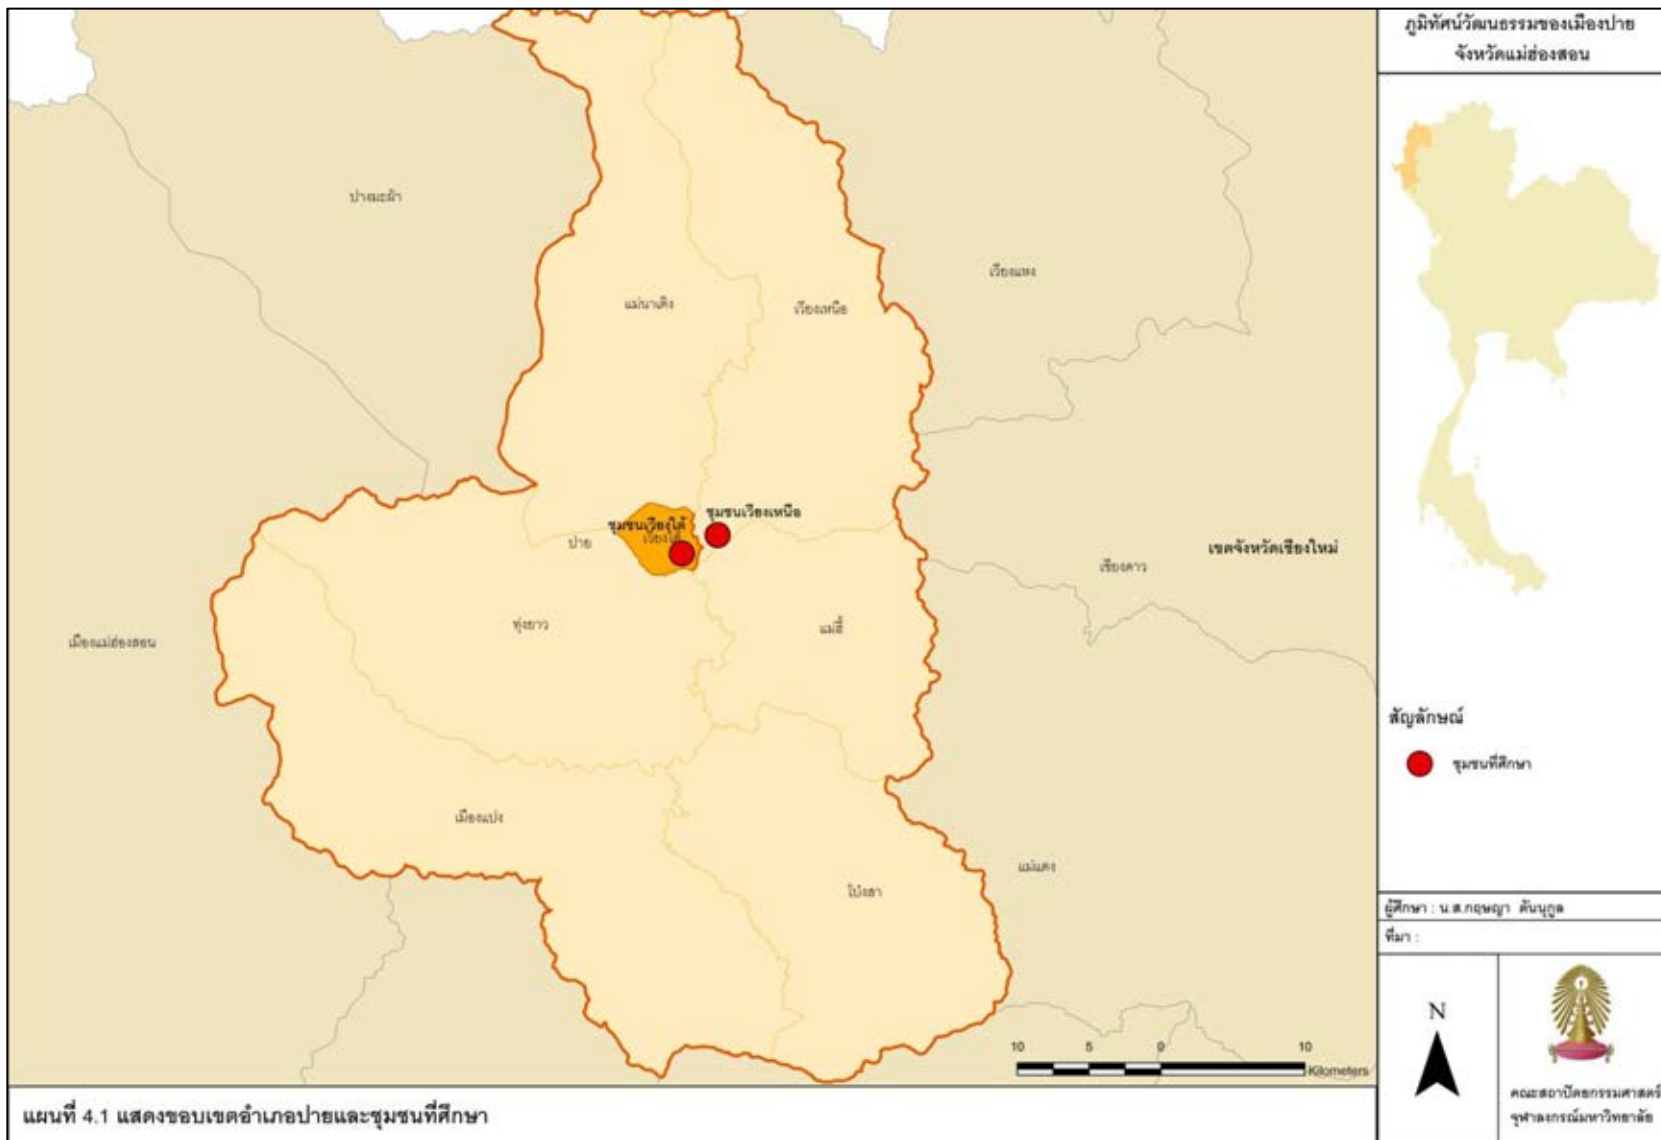 ภูมิทัศน์วัฒนธรรมของเมืองปาย
จังหวัดแม่ฮ่องสอน
ปางมะผ้า
เวียงแหง
แม่นาเติง
เวียงเหนือ
ชุมชนเวียงใต้
ชุมชนเวียงเหนือ
เวียงใต้
ปาย
เขตจังหวัดเชียงใหม่
เชียงดาว
ทุ่งยาว
แม่ฮี้
เมืองแม่ฮ่องสอน
เมืองแปง
แม่แตง
โป่งสา
สัญลักษณ์
ชุมชนที่ศึกษา
ผู้ศึกษา : น.ส.กฤษญา ตันนุกูล
ที่มา :
N
10 5 0 10
Kilometers
คณะสถาปัตยกรรมศาสตร์
จุฬาลงกรณ์มหาวิทยาลัย
แผนที่ 4.1 แสดงขอบเขตอำเภอปายและชุมชนที่ศึกษา